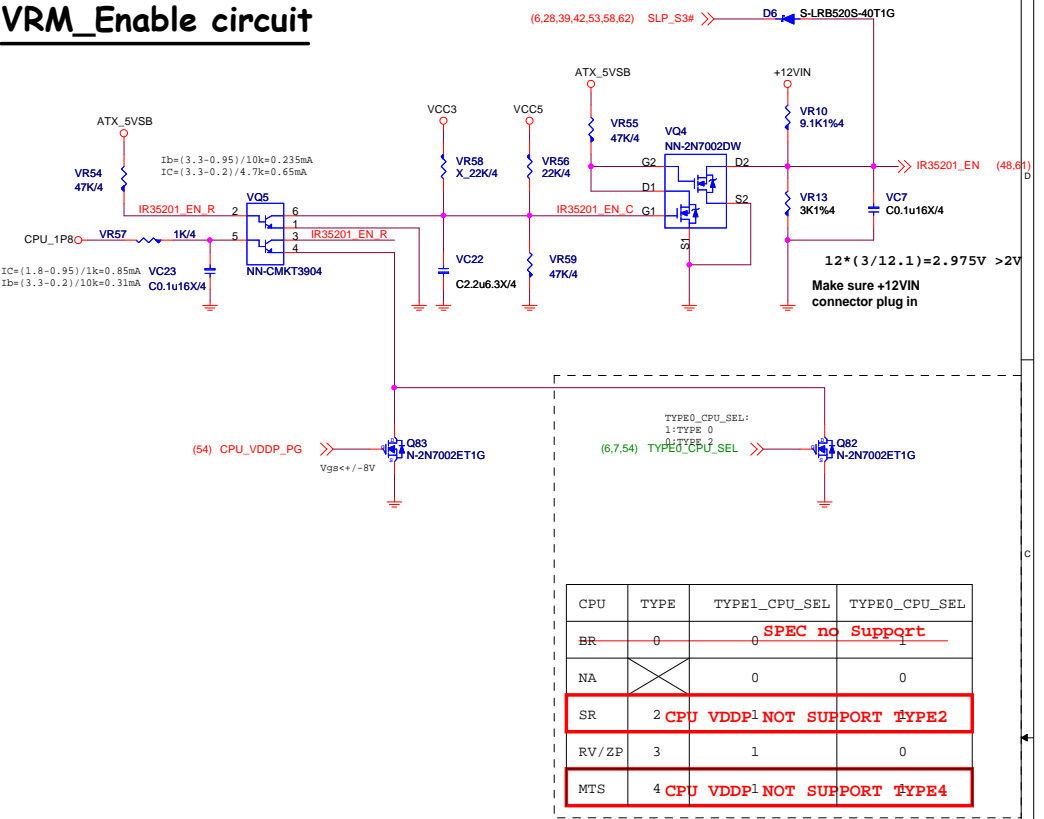 VRM_Enable circuit
(6,28,39,42,53,58,62) SLP_S3#
D6 S-LRB520S-40T1G
ATX_5VSB
+12VIN
VCC3
VCC5
ATX_5VSB
VR10
9.1K1%4
VR55
47K/4
VQ4
NN-2N7002DW
Ib=(3.3-0.95)/10k=0.235mA
IC=(3.3-0.2)/4.7k=0.65mA
VR54
47K/4
VR58
X_22K/4
VR56
22K/4
G2
D2
IR35201_EN (48,61)
D
D1
S2
VQ5
VR13
3K1%4
VC7
C0.1u16X/4
IR35201_EN_R 2
6
IR35201_EN_C G1
1
CPU_1P8 VR57 1K/4
5
3 IR35201_EN_R
4
S1
IC=(1.8-0.95)/1k=0.85mA
Ib=(3.3-0.2)/10k=0.31mA
VC23
C0.1u16X/4
NN-CMKT3904
VC22
C2.2u6.3X/4
VR59
47K/4
12*(3/12.1)=2.975V >2V
Make sure +12VIN
connector plug in
TYPE0_CPU_SEL:
1:TYPE 0
0:TYPE 2
(54) CPU_VDDP_PG
Q83
N-2N7002ET1G
Vgs<+/-8V
(6,7,54) TYPE0_CPU_SEL
Q82
N-2N7002ET1G
C
CPU TYPE TYPE1_CPU_SEL TYPE0_CPU_SEL
BR 0 0 1
SPEC no Support
NA 0 0
SR 2 1 1
CPU VDDP NOT SUPPORT TYPE2
RV/ZP 3 1 0
MTS 4 1 1
CPU VDDP NOT SUPPORT TYPE4